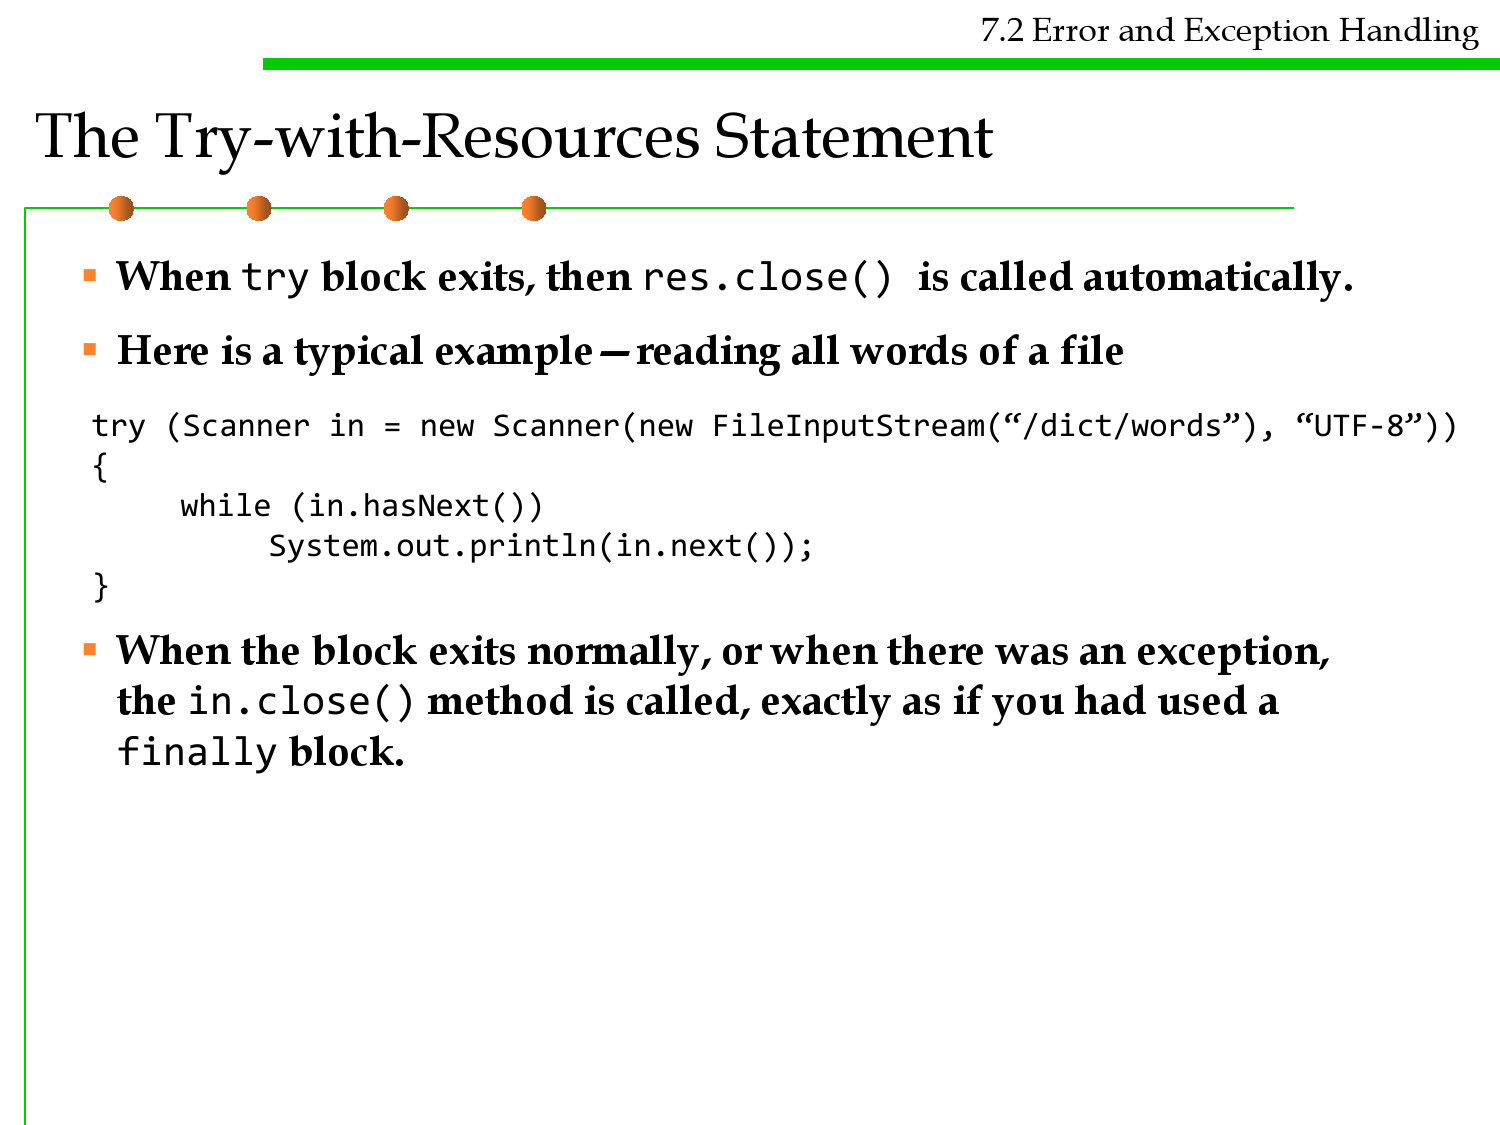 7.2 Error and Exception Handling
The Try-with-Resources Statement
▪ When try block exits, then res.close() is called automatically.
▪ Here is a typical example—reading all words of a file
try (Scanner in = new Scanner(new FileInputStream(“/dict/words”), “UTF-8”))
{
while (in.hasNext())
System.out.println(in.next());
}
▪ When the block exits normally, or when there was an exception,
the in.close() method is called, exactly as if you had used a
finally block.